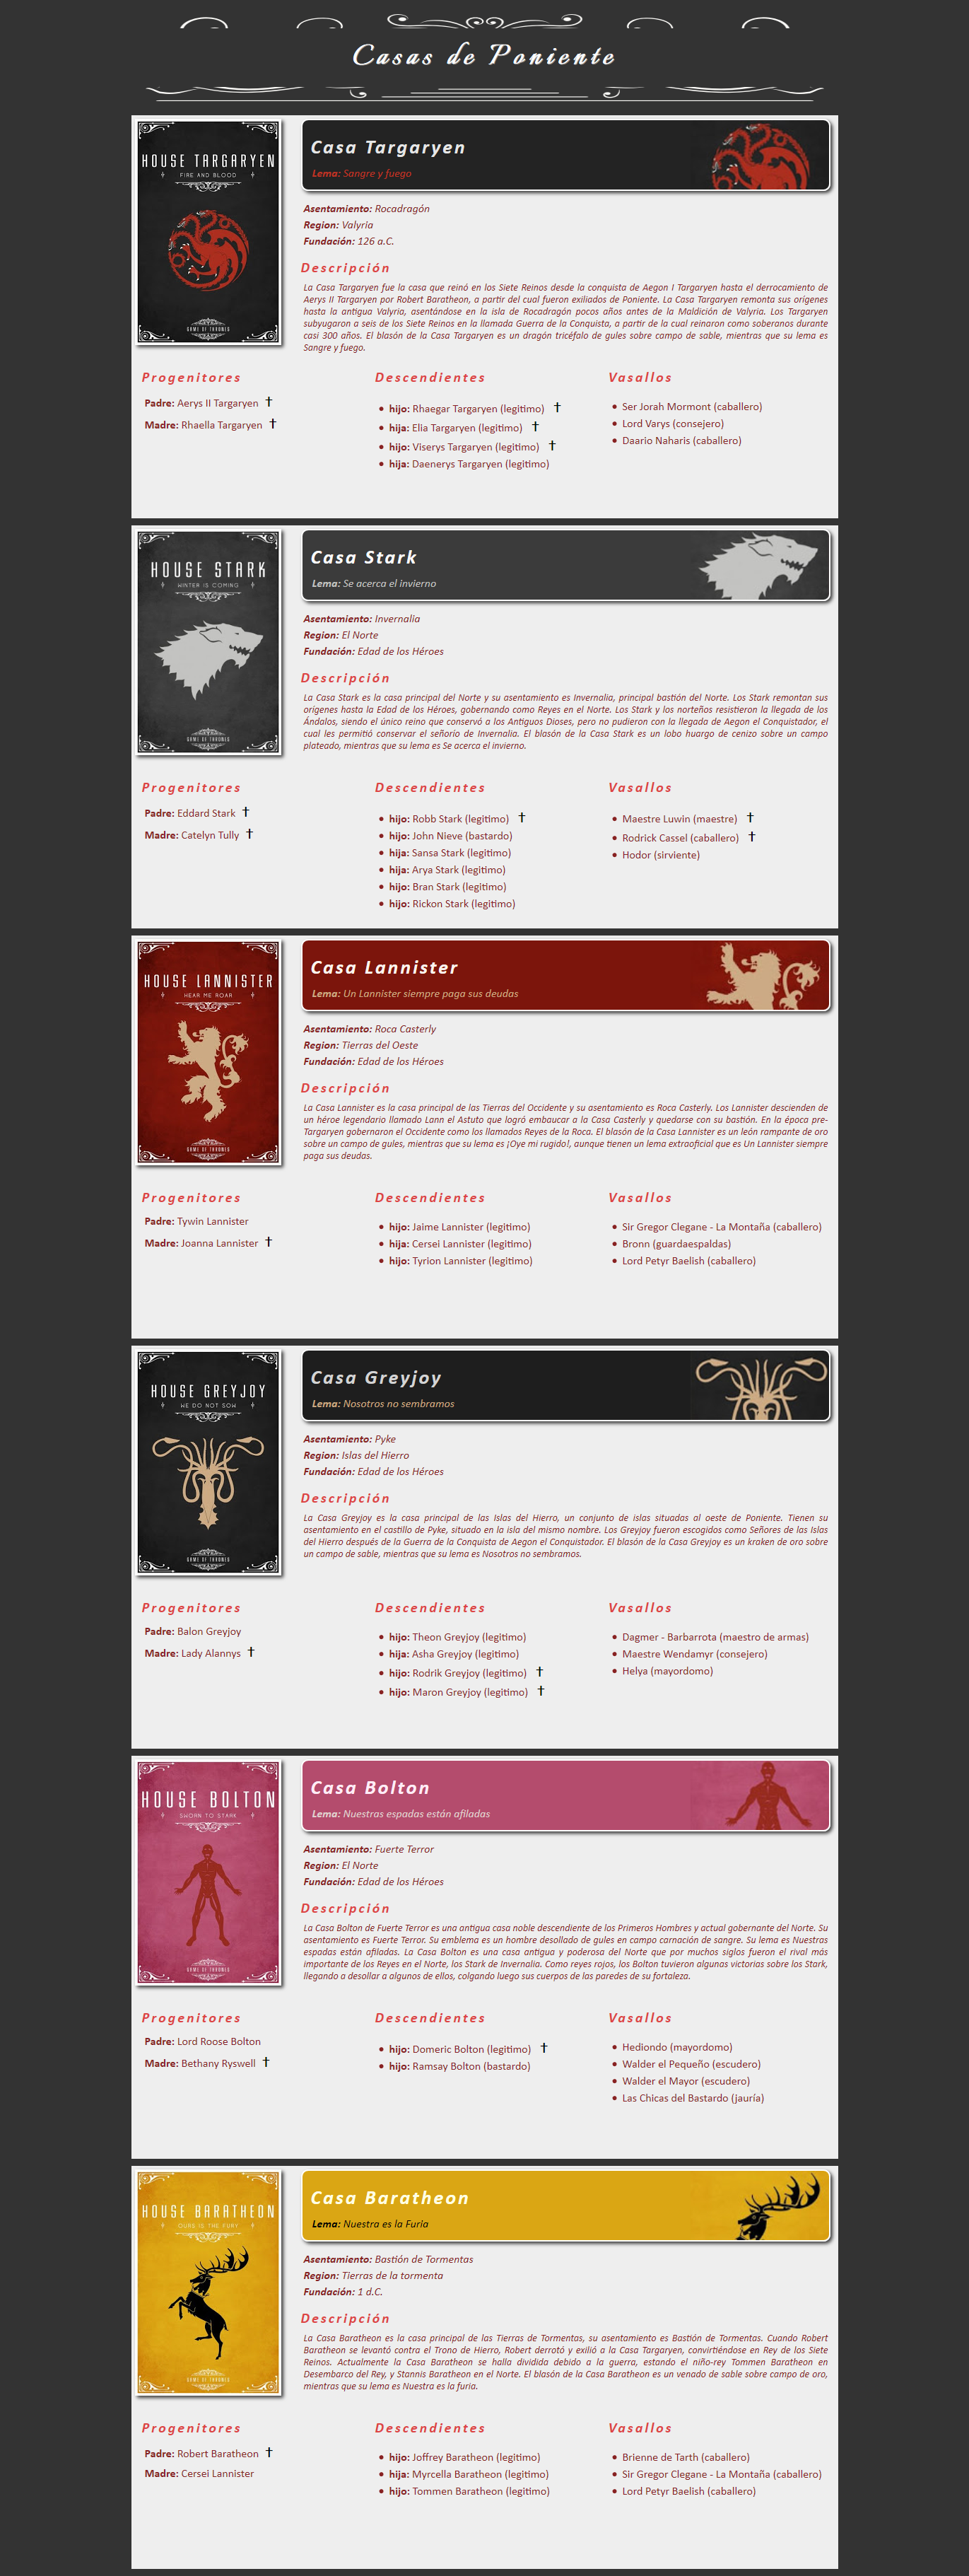 Casas de Poniente
HOUSE TARGARYEN
FIRE AND BLOOD
GAME OF THRONES
Casa Targaryen
Lema: Sangre y fuego
Asentamiento: Rocadragón
Region: Valyria
Fundación: 126 a.C.
Descripción
La Casa Targaryen fue la casa que reinó en los Siete Reinos desde la conquista de Aegon I Targaryen hasta el derrocamiento de
Aerys II Targaryen por Robert Baratheon, a partir del cual fueron exiliados de Poniente. La Casa Targaryen remonta sus orígenes
hasta la antigua Valyria, asentándose en la isla de Rocadragón pocos años antes de la Maldición de Valyria. Los Targaryen
subyugaron a seis de los Siete Reinos en la llamada Guerra de la Conquista, a partir de la cual reinaron como soberanos durante
casi 300 años. El blasón de la Casa Targaryen es un dragón tricéfalo de gules sobre campo de sable, mientras que su lema es
Sangre y fuego.
Progenitores
Padre: Aerys II Targaryen ✝
Madre: Rhaella Targaryen ✝
Descendientes
• hijo: Rhaegar Targaryen (legitimo) ✝
• hija: Elia Targaryen (legitimo) ✝
• hijo: Viserys Targaryen (legitimo) ✝
• hija: Daenerys Targaryen (legitimo)
Vasallos
• Ser Jorah Mormont (caballero)
• Lord Varys (consejero)
• Daario Naharis (caballero)
HOUSE STARK
WINTER IS COMING
GAME OF THRONES
Casa Stark
Lema: Se acerca el invierno
Asentamiento: Invernalia
Region: El Norte
Fundación: Edad de los Héroes
Descripción
La Casa Stark es la casa principal del Norte y su asentamiento es Invernalia, principal bastión del Norte. Los Stark remontan sus
orígenes hasta la Edad de los Héroes, gobernando como Reyes en el Norte. Los Stark y los norteños resistieron la llegada de los
Ándalos, siendo el único reino que conservó a los Antiguos Dioses, pero no pudieron con la llegada de Aegon el Conquistador, el
cual les permitió conservar el señorío de Invernalia. El blasón de la Casa Stark es un lobo huargo de cenizo sobre un campo
plateado, mientras que su lema es Se acerca el invierno.
Progenitores
Padre: Eddard Stark ✝
Madre: Catelyn Tully ✝
Descendientes
• hijo: Robb Stark (legitimo) ✝
• hijo: John Nieve (bastardo)
• hija: Sansa Stark (legitimo)
• hija: Arya Stark (legitimo)
• hijo: Bran Stark (legitimo)
• hijo: Rickon Stark (legitimo)
Vasallos
• Maestre Luwin (maestre) ✝
• Rodrick Cassel (caballero) ✝
• Hodor (sirviente)
HOUSE LANNISTER
HEAR ME ROAR
GAME OF THRONES
Casa Lannister
Lema: Un Lannister siempre paga sus deudas
Asentamiento: Roca Casterly
Region: Tierras del Oeste
Fundación: Edad de los Héroes
Descripción
La Casa Lannister es la casa principal de las Tierras del Occidente y su asentamiento es Roca Casterly. Los Lannister descienden de
un héroe legendario llamado Lann el Astuto que logró embaucar a la Casa Casterly y quedarse con su bastión. En la época pre-
Targaryen gobernaron el Occidente como los llamados Reyes de la Roca. El blasón de la Casa Lannister es un león rampante de oro
sobre un campo de gules, mientras que su lema es ¡Oye mi rugido!, aunque tienen un lema extraoficial que es Un Lannister siempre
paga sus deudas.
Progenitores
Padre: Tywin Lannister
Madre: Joanna Lannister ✝
Descendientes
• hijo: Jaime Lannister (legitimo)
• hija: Cersei Lannister (legitimo)
• hijo: Tyrion Lannister (legitimo)
Vasallos
• Sir Gregor Clegane - La Montaña (caballero)
• Bronn (guardaespaldas)
• Lord Petyr Baelish (caballero)
HOUSE GREYJOY
WE DO NOT SOW
GAME OF THRONES
Casa Greyjoy
Lema: Nosotros no sembramos
Asentamiento: Pyke
Region: Islas del Hierro
Fundación: Edad de los Héroes
Descripción
La Casa Greyjoy es la casa principal de las Islas del Hierro, un conjunto de islas situadas al oeste de Poniente. Tienen su
asentamiento en el castillo de Pyke, situado en la isla del mismo nombre. Los Greyjoy fueron escogidos como Señores de las Islas
del Hierro después de la Guerra de la Conquista de Aegon el Conquistador. El blasón de la Casa Greyjoy es un kraken de oro sobre
un campo de sable, mientras que su lema es Nosotros no sembramos.
Progenitores
Padre: Balon Greyjoy
Madre: Lady Alannys ✝
Descendientes
• hijo: Theon Greyjoy (legitimo)
• hija: Asha Greyjoy (legitimo)
• hijo: Rodrik Greyjoy (legitimo) ✝
• hijo: Maron Greyjoy (legitimo) ✝
Vasallos
• Dagmer - Barbarrota (maestro de armas)
• Maestre Wendamyr (consejero)
• Helya (mayordomo)
HOUSE BOLTON
SWORN TO STARK
GAME OF THRONES
Casa Bolton
Lema: Nuestras espadas están afiladas
Asentamiento: Fuerte Terror
Region: El Norte
Fundación: Edad de los Héroes
Descripción
La Casa Bolton de Fuerte Terror es una antigua casa noble descendiente de los Primeros Hombres y actual gobernante del Norte. Su
asentamiento es Fuerte Terror. Su emblema es un hombre desollado de gules en campo carnación de sangre. Su lema es Nuestras
espadas están afiladas. La Casa Bolton es una casa antigua y poderosa del Norte que por muchos siglos fueron el rival más
importante de los Reyes en el Norte, los Stark de Invernalia. Como reyes rojos, los Bolton tuvieron algunas victorias sobre los Stark,
llegando a desollar a algunos de ellos, colgando luego sus cuerpos de las paredes de su fortaleza.
Progenitores
Padre: Lord Roose Bolton
Madre: Bethany Ryswell ✝
Descendientes
• hijo: Domeric Bolton (legitimo) ✝
• hijo: Ramsay Bolton (bastardo)
Vasallos
• Hediondo (mayordomo)
• Walder el Pequeño (escudero)
• Walder el Mayor (escudero)
• Las Chicas del Bastardo (jauría)
HOUSE BARATHEON
OURS IS THE FURY
GAME OF THRONES
Casa Baratheon
Lema: Nuestra es la Furia
Asentamiento: Bastión de Tormentas
Region: Tierras de la tormenta
Fundación: 1 d.C.
Descripción
La Casa Baratheon es la casa principal de las Tierras de Tormentas, su asentamiento es Bastión de Tormentas. Cuando Robert
Baratheon se levantó contra el Trono de Hierro, Robert derrotó y exilió a la Casa Targaryen, convirtiéndose en Rey de los Siete
Reinos. Actualmente la Casa Baratheon se halla dividida debido a la guerra, estando el niño-rey Tommen Baratheon en
Desembarco del Rey, y Stannis Baratheon en el Norte. El blasón de la Casa Baratheon es un venado de sable sobre campo de oro,
mientras que su lema es Nuestra es la furia.
Progenitores
Padre: Robert Baratheon ✝
Madre: Cersei Lannister
Descendientes
• hijo: Joffrey Baratheon (legitimo)
• hija: Myrcella Baratheon (legitimo)
• hijo: Tommen Baratheon (legitimo)
Vasallos
• Brienne de Tarth (caballero)
• Sir Gregor Clegane - La Montaña (caballero)
• Lord Petyr Baelish (caballero)